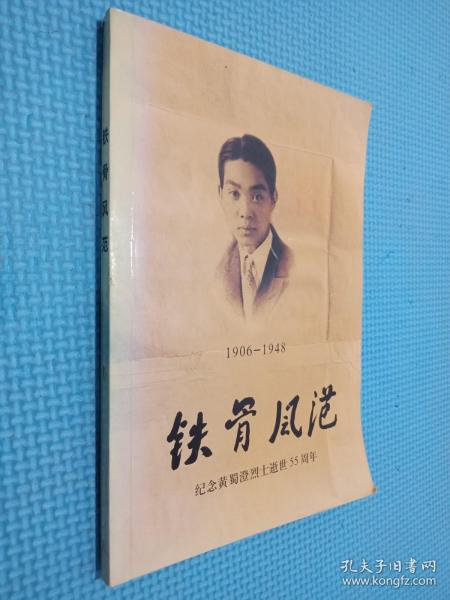 铁骨风范
1906-1948
铁骨风范
纪念黄蜀澄烈士逝世55周年
孔夫子旧书网
www.kongfz.com